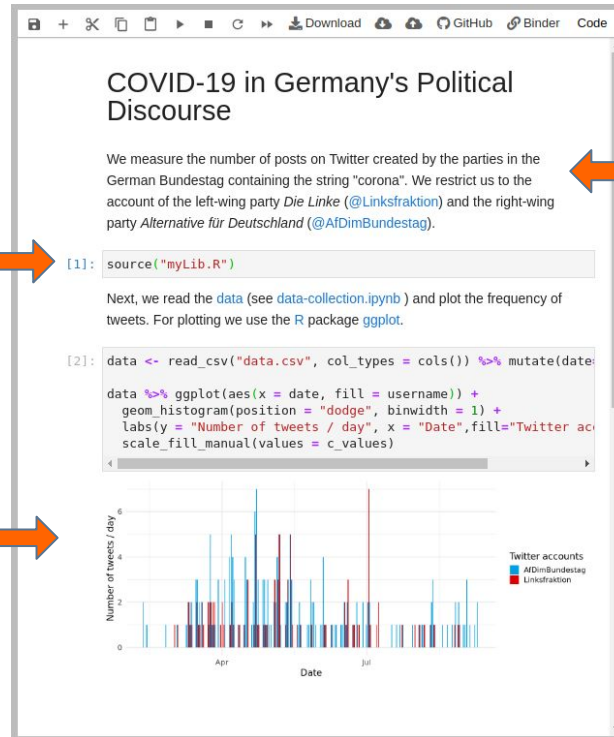 Download GitHub Binder Code
COVID-19 in Germany's Political
Discourse
We measure the number of posts on Twitter created by the parties in the
German Bundestag containing the string "corona". We restrict us to the
account of the left-wing party Die Linke (@Linksfraktion) and the right-wing
party Alternative für Deutschland (@AfDimBundestag).
[1]: source("myLib.R")
Next, we read the data (see data-collection.ipynb ) and plot the frequency of
tweets. For plotting we use the R package ggplot.
[2]: data <- read_csv("data.csv", col_types = cols()) %>% mutate(date=
data %>% ggplot(aes(x = date, fill = username)) +
geom_histogram(position = "dodge", binwidth = 1) +
labs(y = "Number of tweets / day", x = "Date",fill="Twitter acc
scale_fill_manual(values = c_values)
Number of tweets / day
6
4
2
0
Apr
Jul
Date
Twitter accounts
AfDimBundestag
Linksfraktion